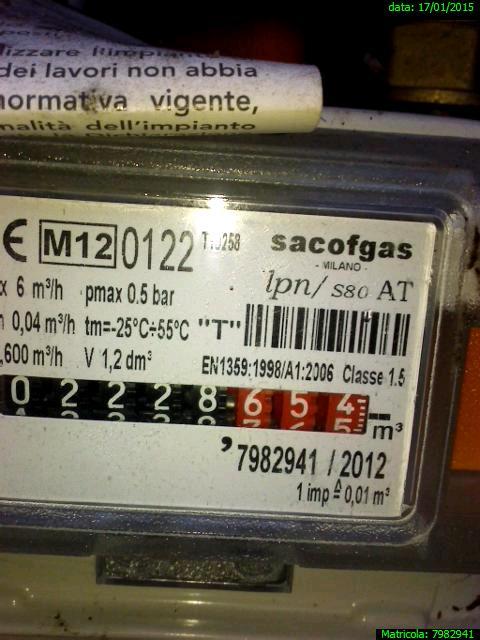 data: 17/01/2015
lizzare l'impianto
dei lavori non abbia
normativa vigente,
nalità dell'impianto
CE M12 0122 sacofgas
- MILANO -
lpn/ S80 AT
x 6 m³/h pmax 0.5 bar
0,04 m³/h tm=-25°C÷55°C "T"
,600 m³/h V 1,2 dm³
EN1359:1998/A1:2006 Classe 1.5
0 2 2 2 8 6 5 4 m³
, 7982941 / 2012
1 imp ≙ 0,01 m³
Matricola: 7982941